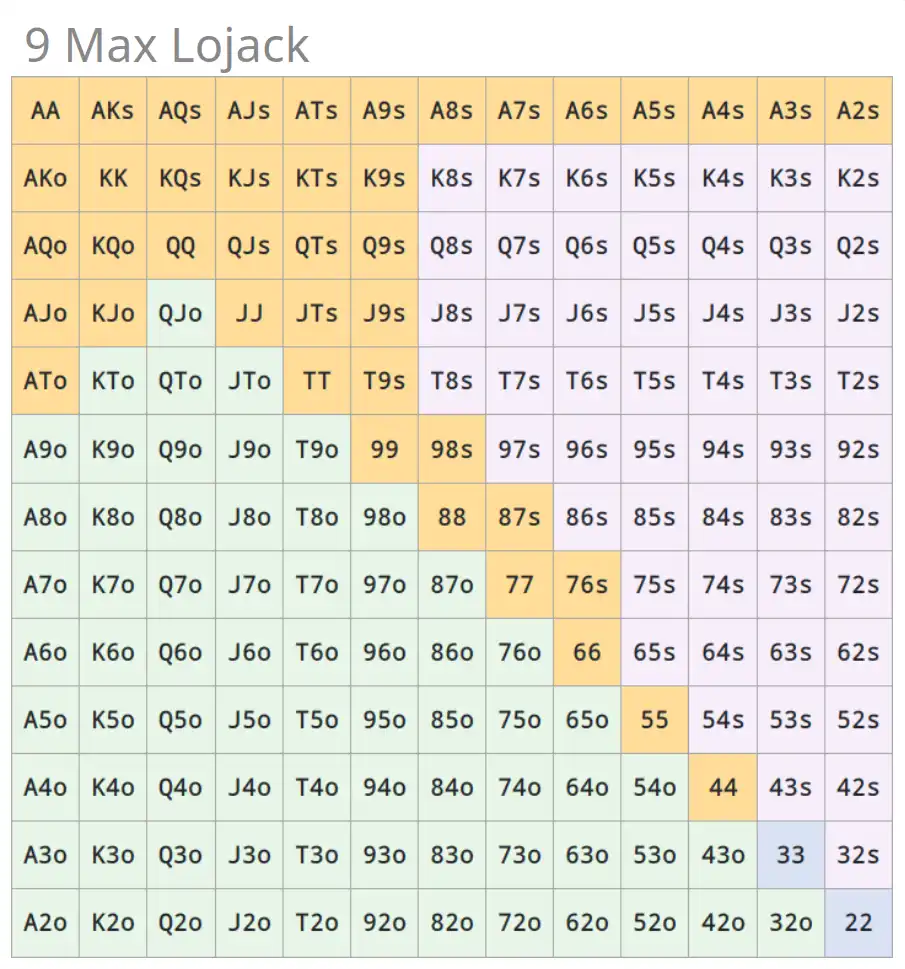 9 Max Lojack
AA AKs AQs AJs ATs A9s A8s A7s A6s A5s A4s A3s A2s
AKo KK KQs KJs KTs K9s K8s K7s K6s K5s K4s K3s K2s
AQo KQo QQ QJs QTs Q9s Q8s Q7s Q6s Q5s Q4s Q3s Q2s
AJo KJo QJo JJ JTs J9s J8s J7s J6s J5s J4s J3s J2s
ATo KTo QTo JTo TT T9s T8s T7s T6s T5s T4s T3s T2s
A9o K9o Q9o J9o T9o 99 98s 97s 96s 95s 94s 93s 92s
A8o K8o Q8o J8o T8o 98o 88 87s 86s 85s 84s 83s 82s
A7o K7o Q7o J7o T7o 97o 87o 77 76s 75s 74s 73s 72s
A6o K6o Q6o J6o T6o 96o 86o 76o 66 65s 64s 63s 62s
A5o K5o Q5o J5o T5o 95o 85o 75o 65o 55 54s 53s 52s
A4o K4o Q4o J4o T4o 94o 84o 74o 64o 54o 44 43s 42s
A3o K3o Q3o J3o T3o 93o 83o 73o 63o 53o 43o 33 32s
A2o K2o Q2o J2o T2o 92o 82o 72o 62o 52o 42o 32o 22